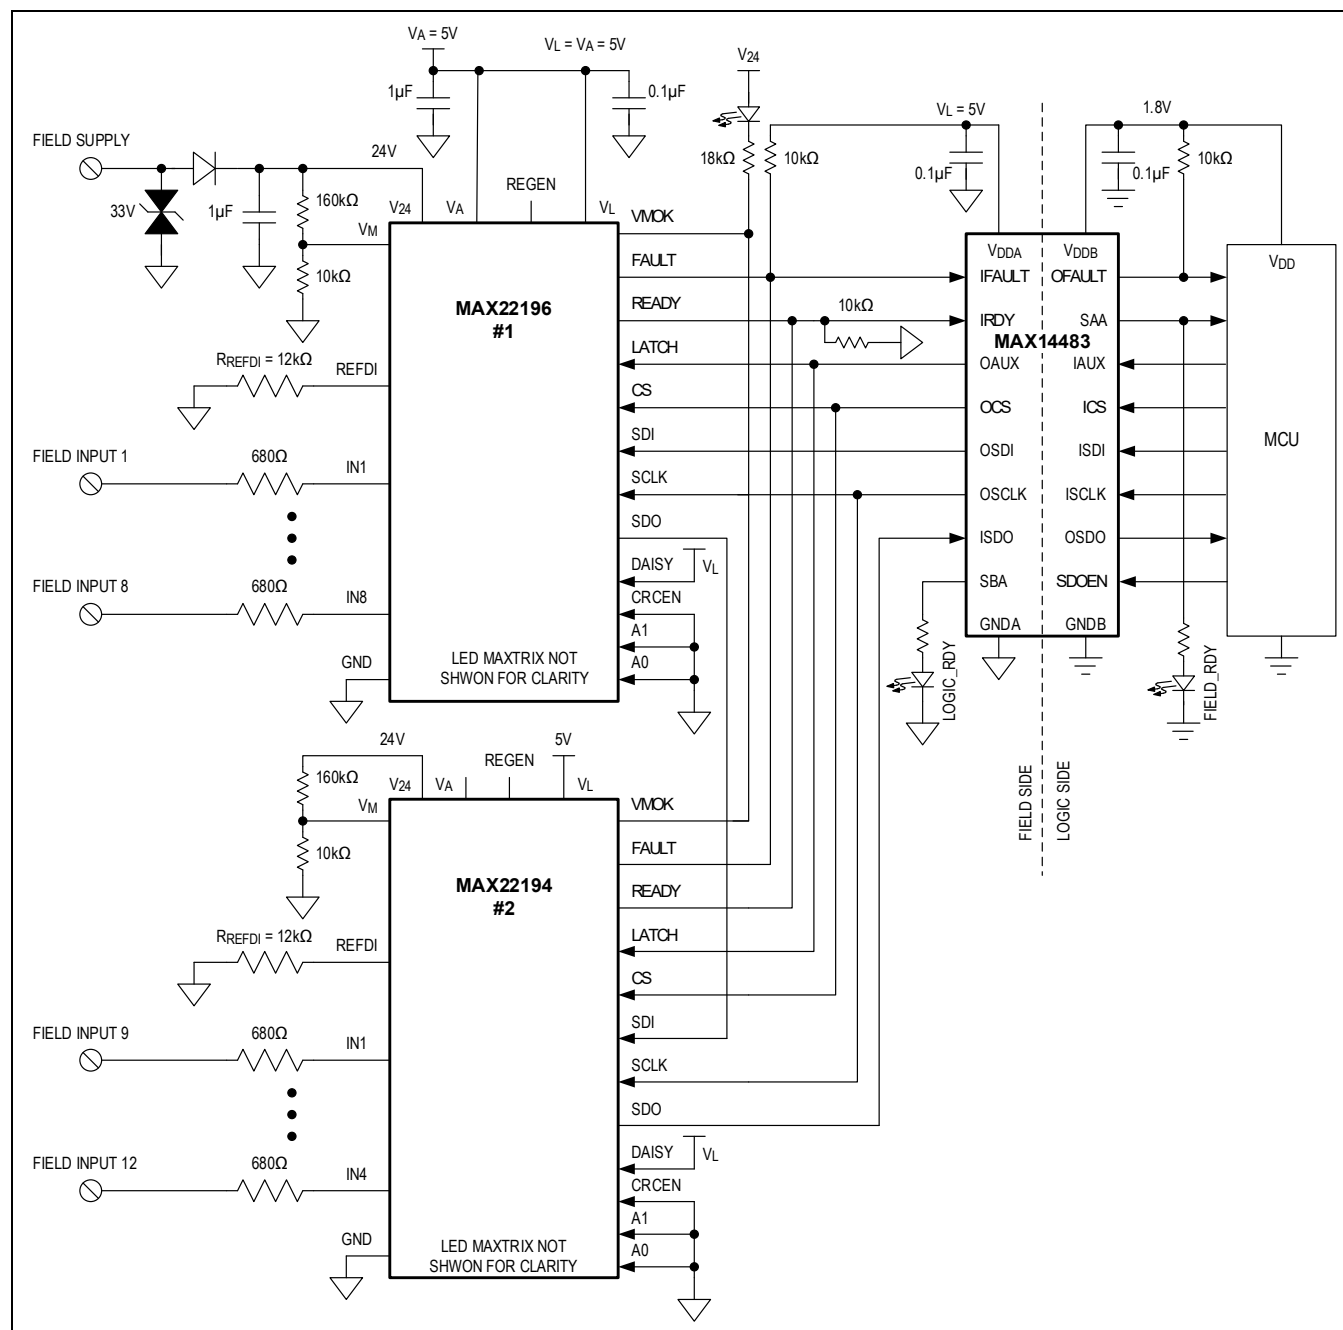 VA = 5V
VL = VA = 5V
V24
1µF
0.1µF
VL = 5V
1.8V
FIELD SUPPLY
24V
18kΩ
10kΩ
0.1µF
0.1µF
10kΩ
33V
1µF
160kΩ
10kΩ
VM
V24
VA
REGEN
VL
MAX22196
#1
VMOK
FAULT
READY
LATCH
CS
SDI
SCLK
SDO
DAISY
VL
CRCEN
A1
A0
10kΩ
RREFDI = 12kΩ
REFDI
FIELD INPUT 1
680Ω
IN1
FIELD INPUT 8
680Ω
IN8
GND
LED MAXTRIX NOT
SHWON FOR CLARITY
MAX14483
VDDA
VDDB
IFAULT
OFAULT
IRDY
SAA
OAUX
IAUX
OCS
ICS
OSDI
ISDI
OSCLK
ISCLK
ISDO
OSDO
SBA
SDOEN
GNDA
GNDB
VDD
MCU
LOGIC_RDY
FIELD_RDY
FIELD SIDE
LOGIC SIDE
24V
5V
160kΩ
10kΩ
VM
V24
VA
REGEN
VL
MAX22194
#2
VMOK
FAULT
READY
LATCH
CS
SDI
SCLK
SDO
DAISY
VL
CRCEN
A1
A0
RREFDI = 12kΩ
REFDI
FIELD INPUT 9
680Ω
IN1
FIELD INPUT 12
680Ω
IN4
GND
LED MAXTRIX NOT
SHWON FOR CLARITY